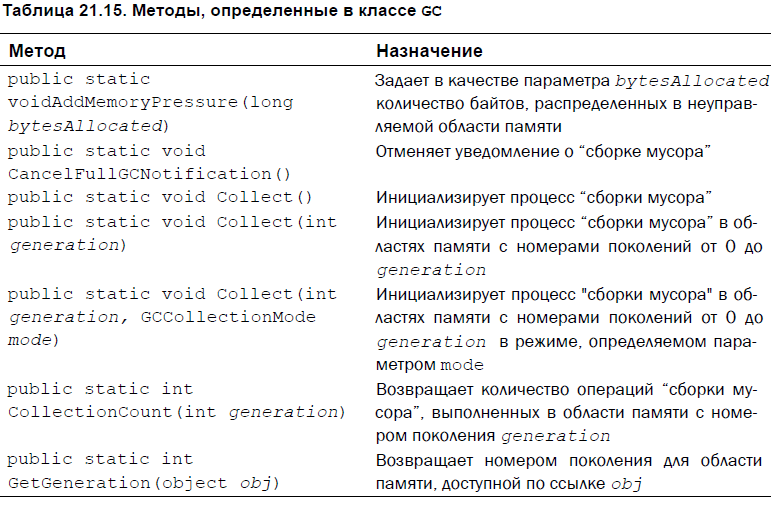 Таблица 21.15. Методы, определенные в классе GC
Метод
Назначение
public static
voidAddMemoryPressure(long
bytesAllocated)
Задает в качестве параметра bytesAllocated
количество байтов, распределенных в неуправ-
ляемой области памяти
public static void
CancelFullGCNotification()
Отменяет уведомление о “сборке мусора”
public static void Collect()
Инициализирует процесс “сборки мусора”
public static void Collect(int
generation)
Инициализирует процесс “сборки мусора” в об-
ластях памяти с номерами поколений от 0 до
generation
public static void Collect(int
generation, GCCollectionMode
mode)
Инициализирует процесс "сборки мусора" в об-
ластях памяти с номерами поколений от 0 до
generation в режиме, определяемом пара-
метром mode
public static int
CollectionCount(int generation)
Возвращает количество операций “сборки му-
сора”, выполненных в области памяти с номе-
ром поколения generation
public static int
GetGeneration(object obj)
Возвращает номером поколения для области
памяти, доступной по ссылке obj